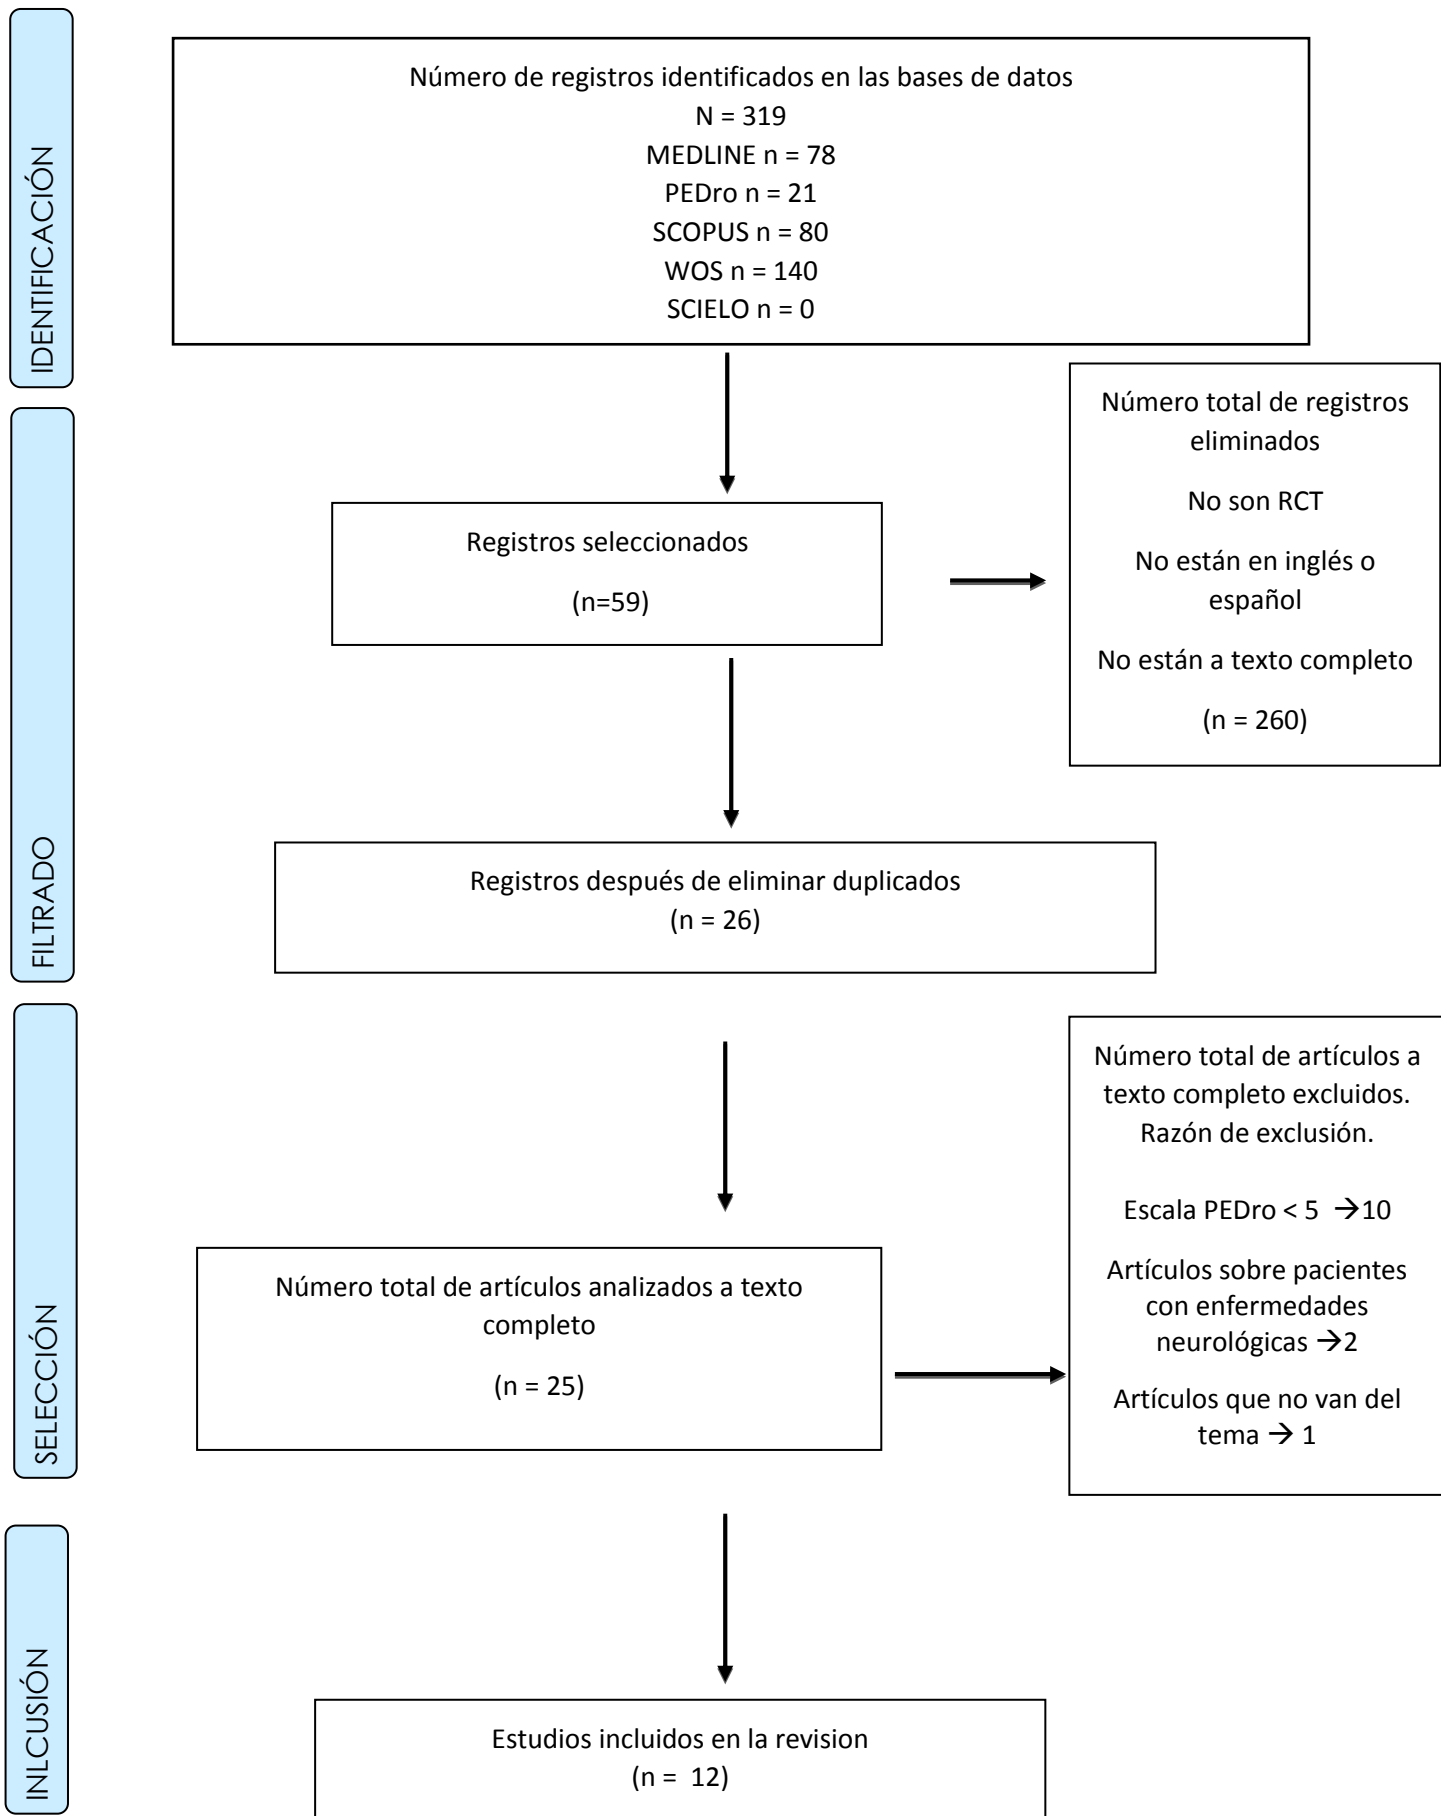 IDENTIFICACIÓN
Número de registros identificados en las bases de datos
N = 319
MEDLINE n = 78
PEDro n = 21
SCOPUS n = 80
WOS n = 140
SCIELO n = 0
FILTRADO
Registros seleccionados
(n=59)
Número total de registros
eliminados
No son RCT
No están en inglés o
español
No están a texto completo
(n = 260)
Registros después de eliminar duplicados
(n = 26)
SELECCIÓN
Número total de artículos analizados a texto
completo
(n = 25)
Número total de artículos a
texto completo excluidos.
Razón de exclusión.
Escala PEDro < 5 →10
Artículos sobre pacientes
con enfermedades
neurológicas →2
Artículos que no van del
tema → 1
INLCUSIÓN
Estudios incluidos en la revision
(n = 12)